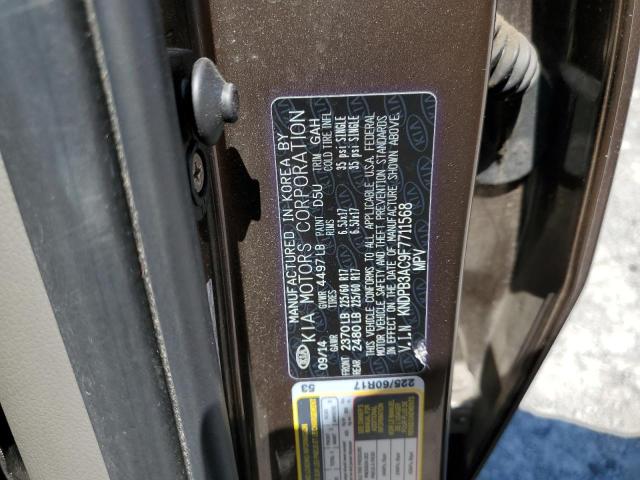 MANUFACTURED IN KOREA BY
KIA KIA MOTORS CORPORATION
09/14 GVWR 4497LB PAINT D5U TRIM GAH
GAWR TIRES RIMS COLD TIRE INFL
FRONT 2370LB 225/60 R17 6.5Jx17 35 psi SINGLE
REAR 2480LB 225/60 R17 6.5Jx17 35 psi SINGLE
THIS VEHICLE CONFORMS TO ALL APPLICABLE U.S.A. FEDERAL
MOTOR VEHICLE SAFETY AND THEFT PREVENTION STANDARDS
IN EFFECT ON THE DATE OF MANUFACTURE SHOWN ABOVE.
V.I.N KNDPB3AC9F7711568
MPV
53
225/60R17